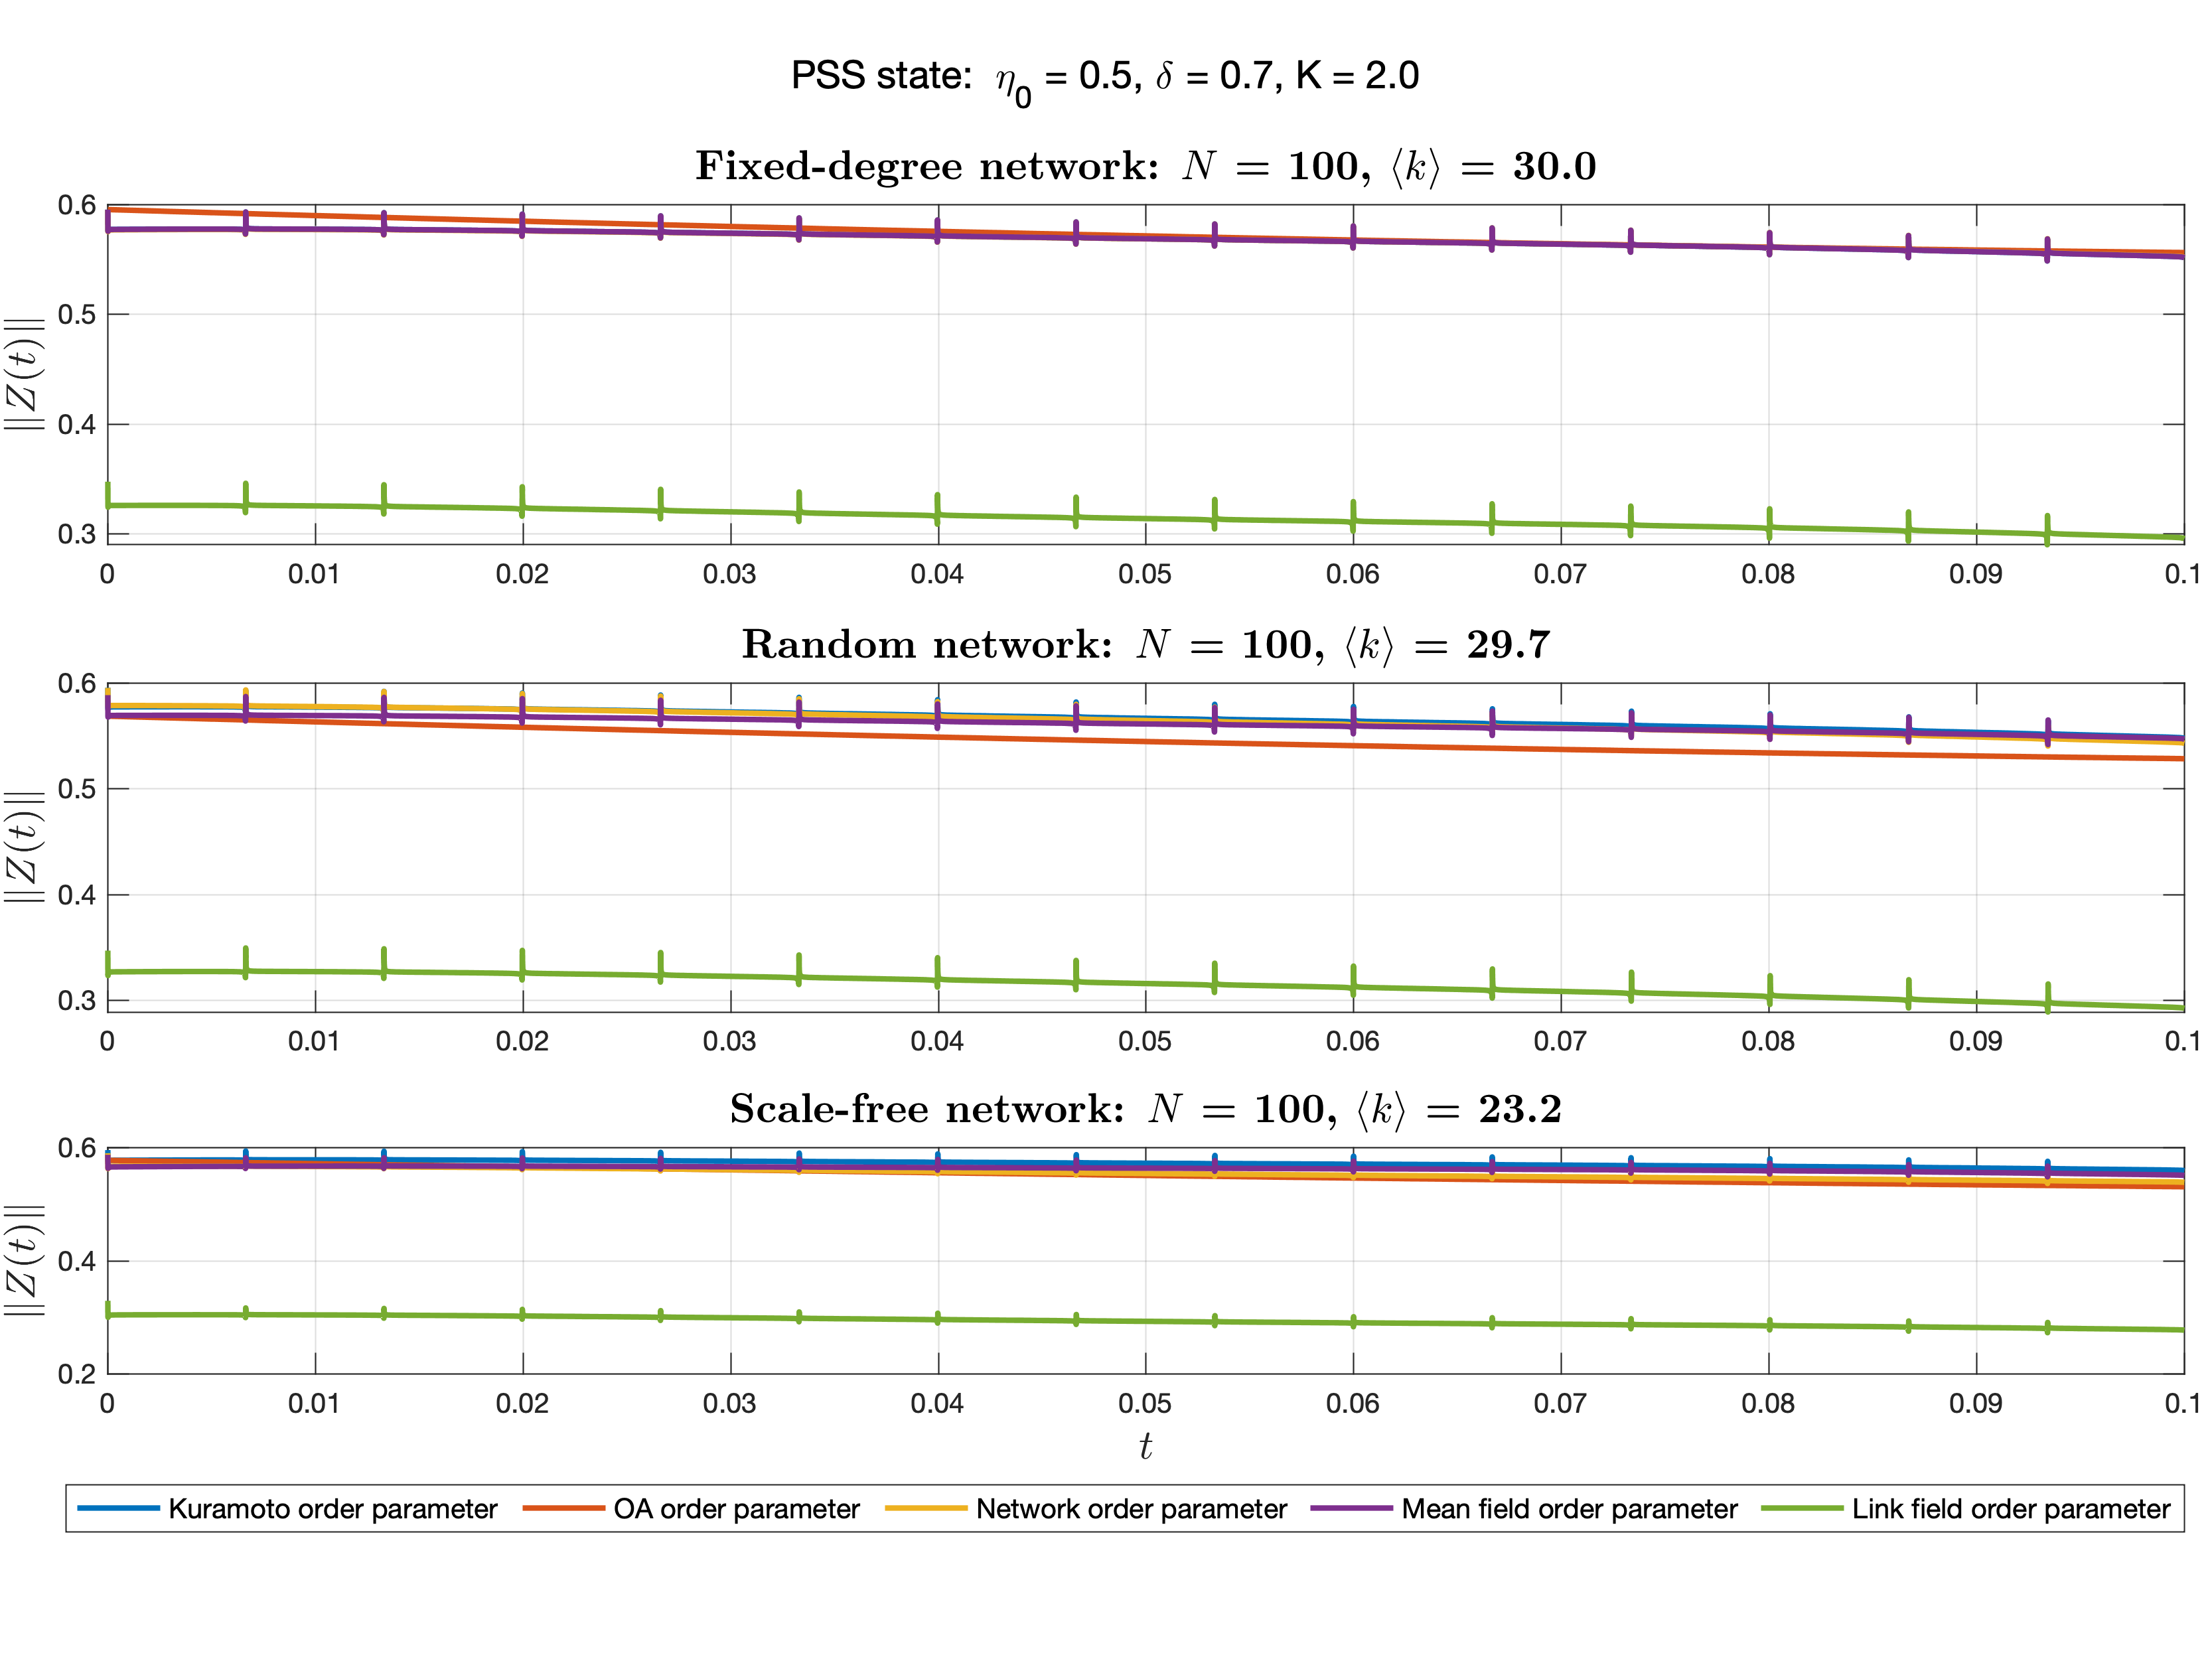 PSS state: η₀ = 0.5, δ = 0.7, K = 2.0
Fixed-degree network: N = 100, ⟨k⟩ = 30.0
0.6
0.5
0.4
0.3
‖Z(t)‖
0 0.01 0.02 0.03 0.04 0.05 0.06 0.07 0.08 0.09 0.1
Random network: N = 100, ⟨k⟩ = 29.7
0.6
0.5
0.4
0.3
‖Z(t)‖
0 0.01 0.02 0.03 0.04 0.05 0.06 0.07 0.08 0.09 0.1
Scale-free network: N = 100, ⟨k⟩ = 23.2
0.6
0.4
0.2
‖Z(t)‖
0 0.01 0.02 0.03 0.04 0.05 0.06 0.07 0.08 0.09 0.1
t
Kuramoto order parameter OA order parameter Network order parameter Mean field order parameter Link field order parameter